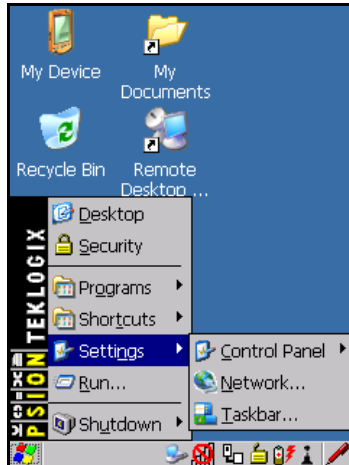 My Device
My
Documents
Recycle Bin
Remote
Desktop ...
Desktop
Security
Programs
Shortcuts
Settings
Run...
Shutdown
Control Panel
Network...
Taskbar...
PSION TEKLOGIX